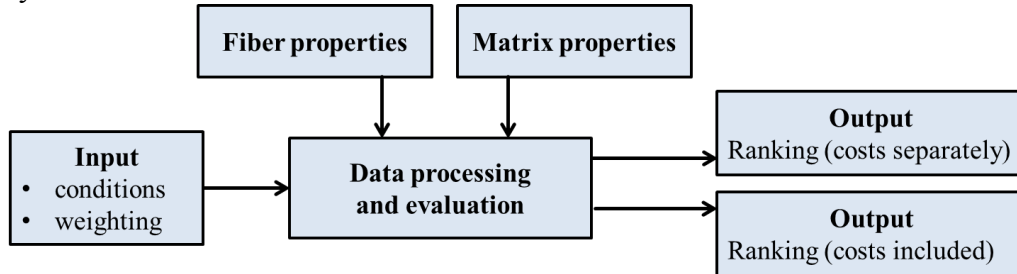 Fiber properties
Matrix properties
Input
• conditions
• weighting
Data processing
and evaluation
Output
Ranking (costs separately)
Output
Ranking (costs included)